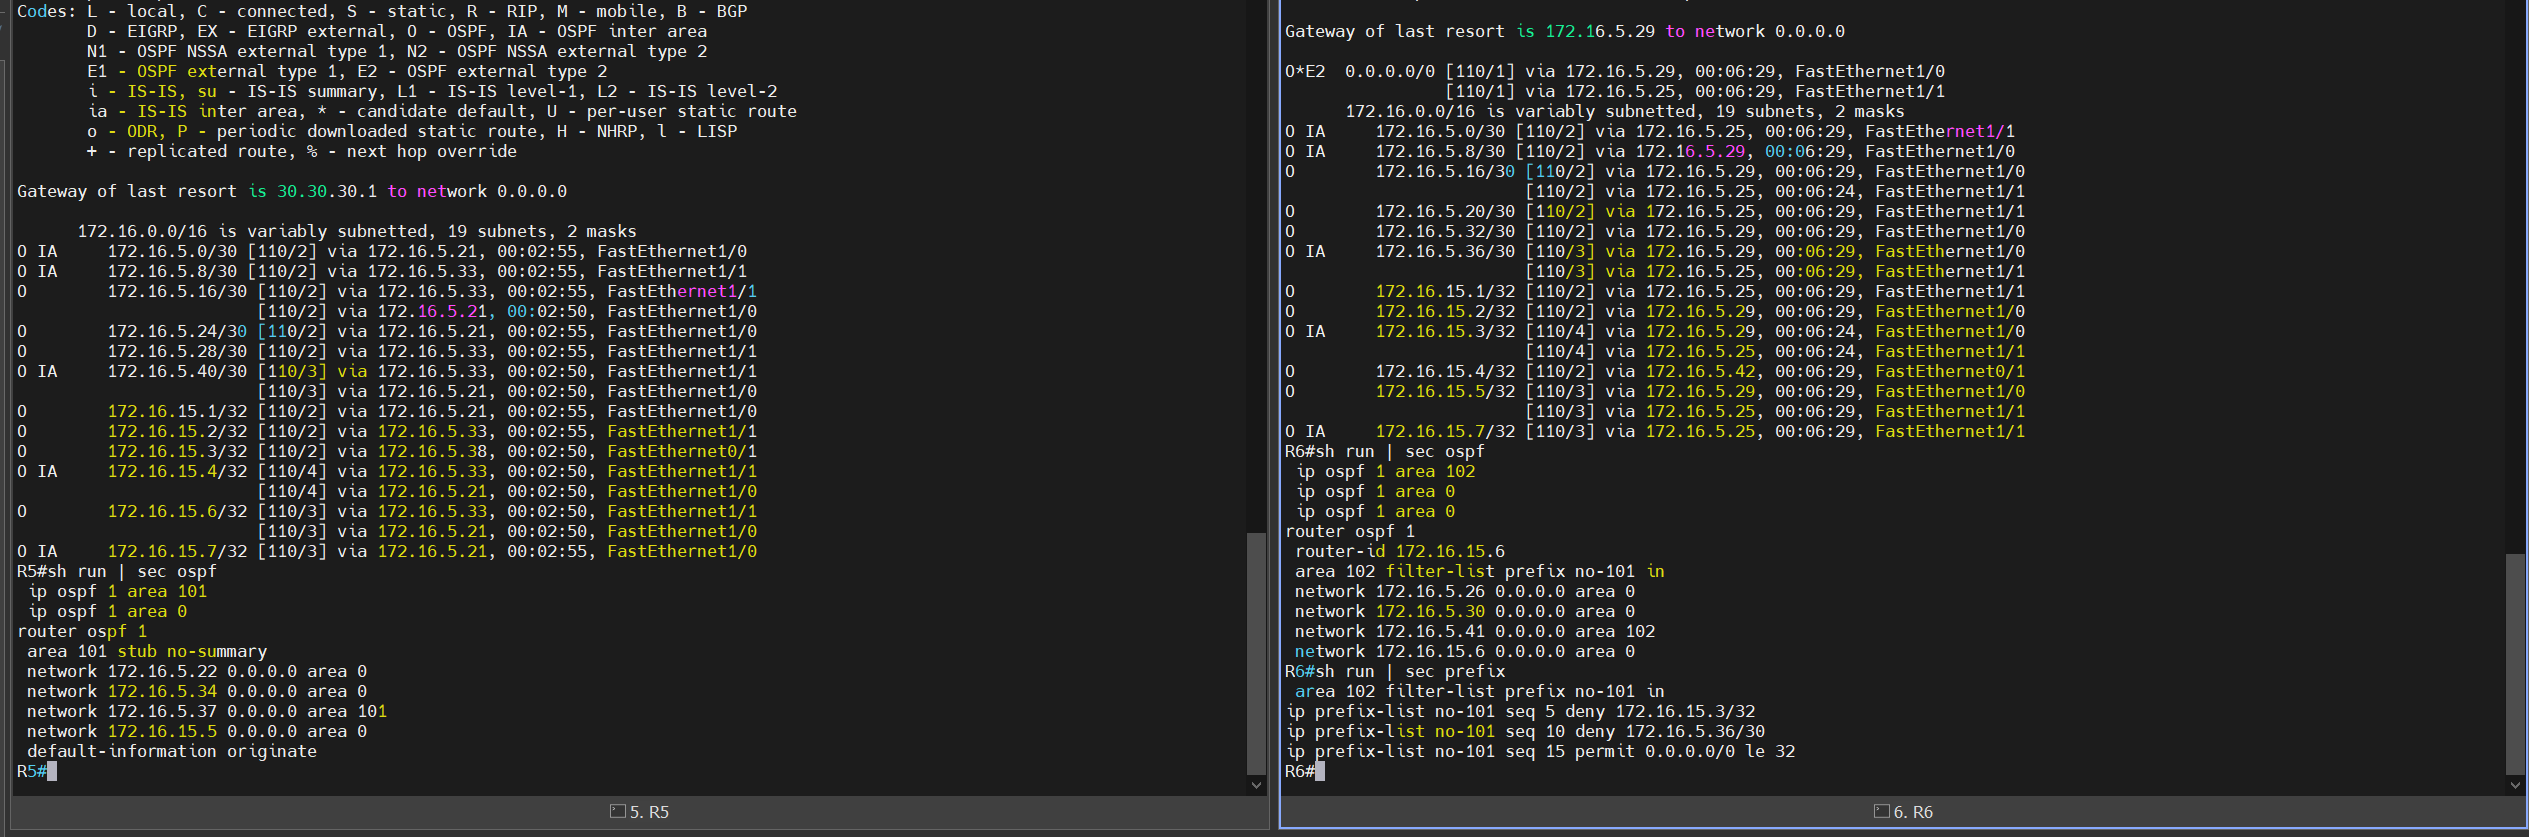 Codes: L - local, C - connected, S - static, R - RIP, M - mobile, B - BGP
       D - EIGRP, EX - EIGRP external, O - OSPF, IA - OSPF inter area
       N1 - OSPF NSSA external type 1, N2 - OSPF NSSA external type 2
       E1 - OSPF external type 1, E2 - OSPF external type 2
       i - IS-IS, su - IS-IS summary, L1 - IS-IS level-1, L2 - IS-IS level-2
       ia - IS-IS inter area, * - candidate default, U - per-user static route
       o - ODR, P - periodic downloaded static route, H - NHRP, l - LISP
       + - replicated route, % - next hop override
Gateway of last resort is 30.30.30.1 to network 0.0.0.0
      172.16.0.0/16 is variably subnetted, 19 subnets, 2 masks
O IA     172.16.5.0/30 [110/2] via 172.16.5.21, 00:02:55, FastEthernet1/0
O IA     172.16.5.8/30 [110/2] via 172.16.5.33, 00:02:55, FastEthernet1/1
O        172.16.5.16/30 [110/2] via 172.16.5.33, 00:02:55, FastEthernet1/1
                        [110/2] via 172.16.5.21, 00:02:50, FastEthernet1/0
O        172.16.5.24/30 [110/2] via 172.16.5.21, 00:02:55, FastEthernet1/0
O        172.16.5.28/30 [110/2] via 172.16.5.33, 00:02:55, FastEthernet1/1
O IA     172.16.5.40/30 [110/3] via 172.16.5.33, 00:02:50, FastEthernet1/1
                        [110/3] via 172.16.5.21, 00:02:50, FastEthernet1/0
O        172.16.15.1/32 [110/2] via 172.16.5.21, 00:02:55, FastEthernet1/0
O        172.16.15.2/32 [110/2] via 172.16.5.33, 00:02:55, FastEthernet1/1
O        172.16.15.3/32 [110/2] via 172.16.5.38, 00:02:50, FastEthernet0/1
O IA     172.16.15.4/32 [110/4] via 172.16.5.33, 00:02:50, FastEthernet1/1
                        [110/4] via 172.16.5.21, 00:02:50, FastEthernet1/0
O        172.16.15.6/32 [110/3] via 172.16.5.33, 00:02:50, FastEthernet1/1
                        [110/3] via 172.16.5.21, 00:02:50, FastEthernet1/0
O IA     172.16.15.7/32 [110/3] via 172.16.5.21, 00:02:55, FastEthernet1/0
R5#sh run | sec ospf
 ip ospf 1 area 101
 ip ospf 1 area 0
router ospf 1
 area 101 stub no-summary
 network 172.16.5.22 0.0.0.0 area 0
 network 172.16.5.34 0.0.0.0 area 0
 network 172.16.5.37 0.0.0.0 area 101
 network 172.16.15.5 0.0.0.0 area 0
 default-information originate
R5#
5. R5
Gateway of last resort is 172.16.5.29 to network 0.0.0.0
O*E2  0.0.0.0/0 [110/1] via 172.16.5.29, 00:06:29, FastEthernet1/0
                [110/1] via 172.16.5.25, 00:06:29, FastEthernet1/1
      172.16.0.0/16 is variably subnetted, 19 subnets, 2 masks
O IA     172.16.5.0/30 [110/2] via 172.16.5.25, 00:06:29, FastEthernet1/1
O IA     172.16.5.8/30 [110/2] via 172.16.5.29, 00:06:29, FastEthernet1/0
O        172.16.5.16/30 [110/2] via 172.16.5.29, 00:06:29, FastEthernet1/0
                        [110/2] via 172.16.5.25, 00:06:24, FastEthernet1/1
O        172.16.5.20/30 [110/2] via 172.16.5.25, 00:06:29, FastEthernet1/1
O        172.16.5.32/30 [110/2] via 172.16.5.29, 00:06:29, FastEthernet1/0
O IA     172.16.5.36/30 [110/3] via 172.16.5.29, 00:06:29, FastEthernet1/0
                        [110/3] via 172.16.5.25, 00:06:29, FastEthernet1/1
O        172.16.15.1/32 [110/2] via 172.16.5.25, 00:06:29, FastEthernet1/1
O        172.16.15.2/32 [110/2] via 172.16.5.29, 00:06:29, FastEthernet1/0
O IA     172.16.15.3/32 [110/4] via 172.16.5.29, 00:06:24, FastEthernet1/0
                        [110/4] via 172.16.5.25, 00:06:24, FastEthernet1/1
O        172.16.15.4/32 [110/2] via 172.16.5.42, 00:06:29, FastEthernet0/1
O        172.16.15.5/32 [110/3] via 172.16.5.29, 00:06:29, FastEthernet1/0
                        [110/3] via 172.16.5.25, 00:06:29, FastEthernet1/1
O IA     172.16.15.7/32 [110/3] via 172.16.5.25, 00:06:29, FastEthernet1/1
R6#sh run | sec ospf
 ip ospf 1 area 102
 ip ospf 1 area 0
 ip ospf 1 area 0
router ospf 1
 router-id 172.16.15.6
 area 102 filter-list prefix no-101 in
 network 172.16.5.26 0.0.0.0 area 0
 network 172.16.5.30 0.0.0.0 area 0
 network 172.16.5.41 0.0.0.0 area 102
 network 172.16.15.6 0.0.0.0 area 0
R6#sh run | sec prefix
 area 102 filter-list prefix no-101 in
ip prefix-list no-101 seq 5 deny 172.16.15.3/32
ip prefix-list no-101 seq 10 deny 172.16.5.36/30
ip prefix-list no-101 seq 15 permit 0.0.0.0/0 le 32
R6#
6. R6